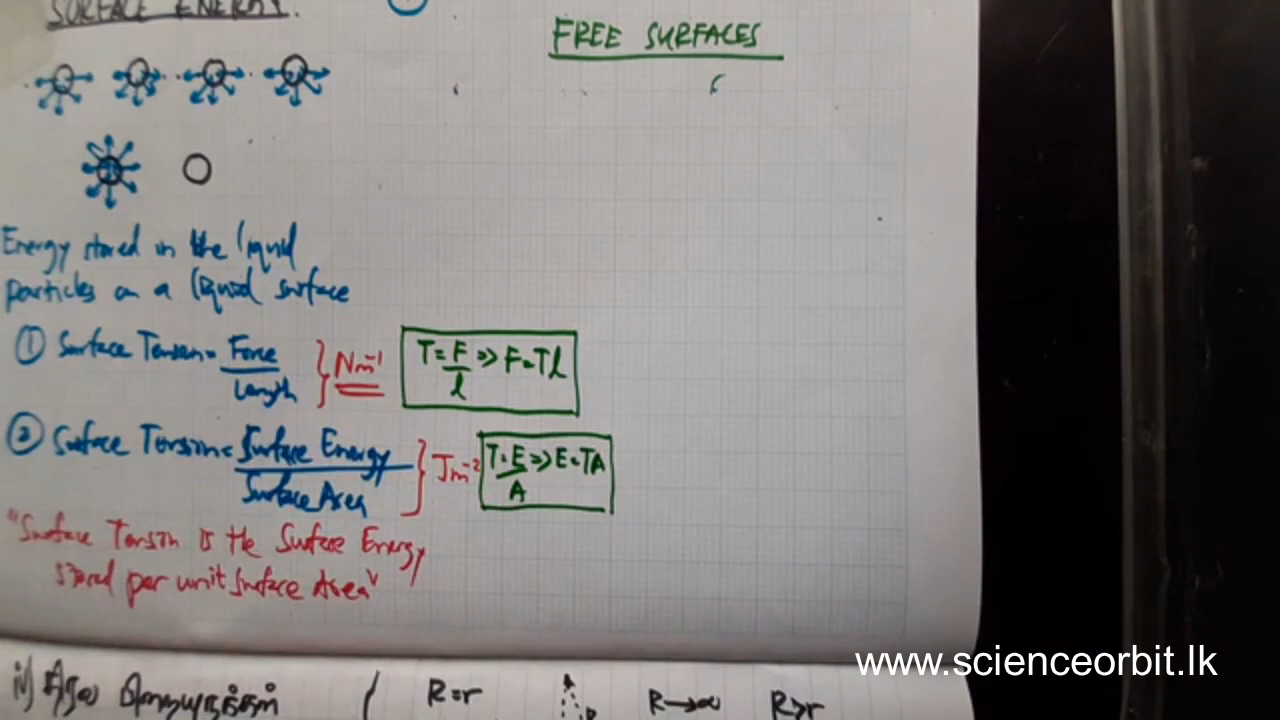 SURFACE ENERGY.
FREE SURFACES
Energy stored in the liquid
particles on a liquid surface
① Surface Tension = Force
Length
} Nm⁻¹
T = F ⇒ F = Tl
l
② Surface Tension = Surface Energy
Surface Area
} Jm⁻²
T = E ⇒ E = TA
A
"Surface Tension is the Surface Energy
stored per unit Surface Area"
www.scienceorbit.lk
R = r
R → ∞
R > r